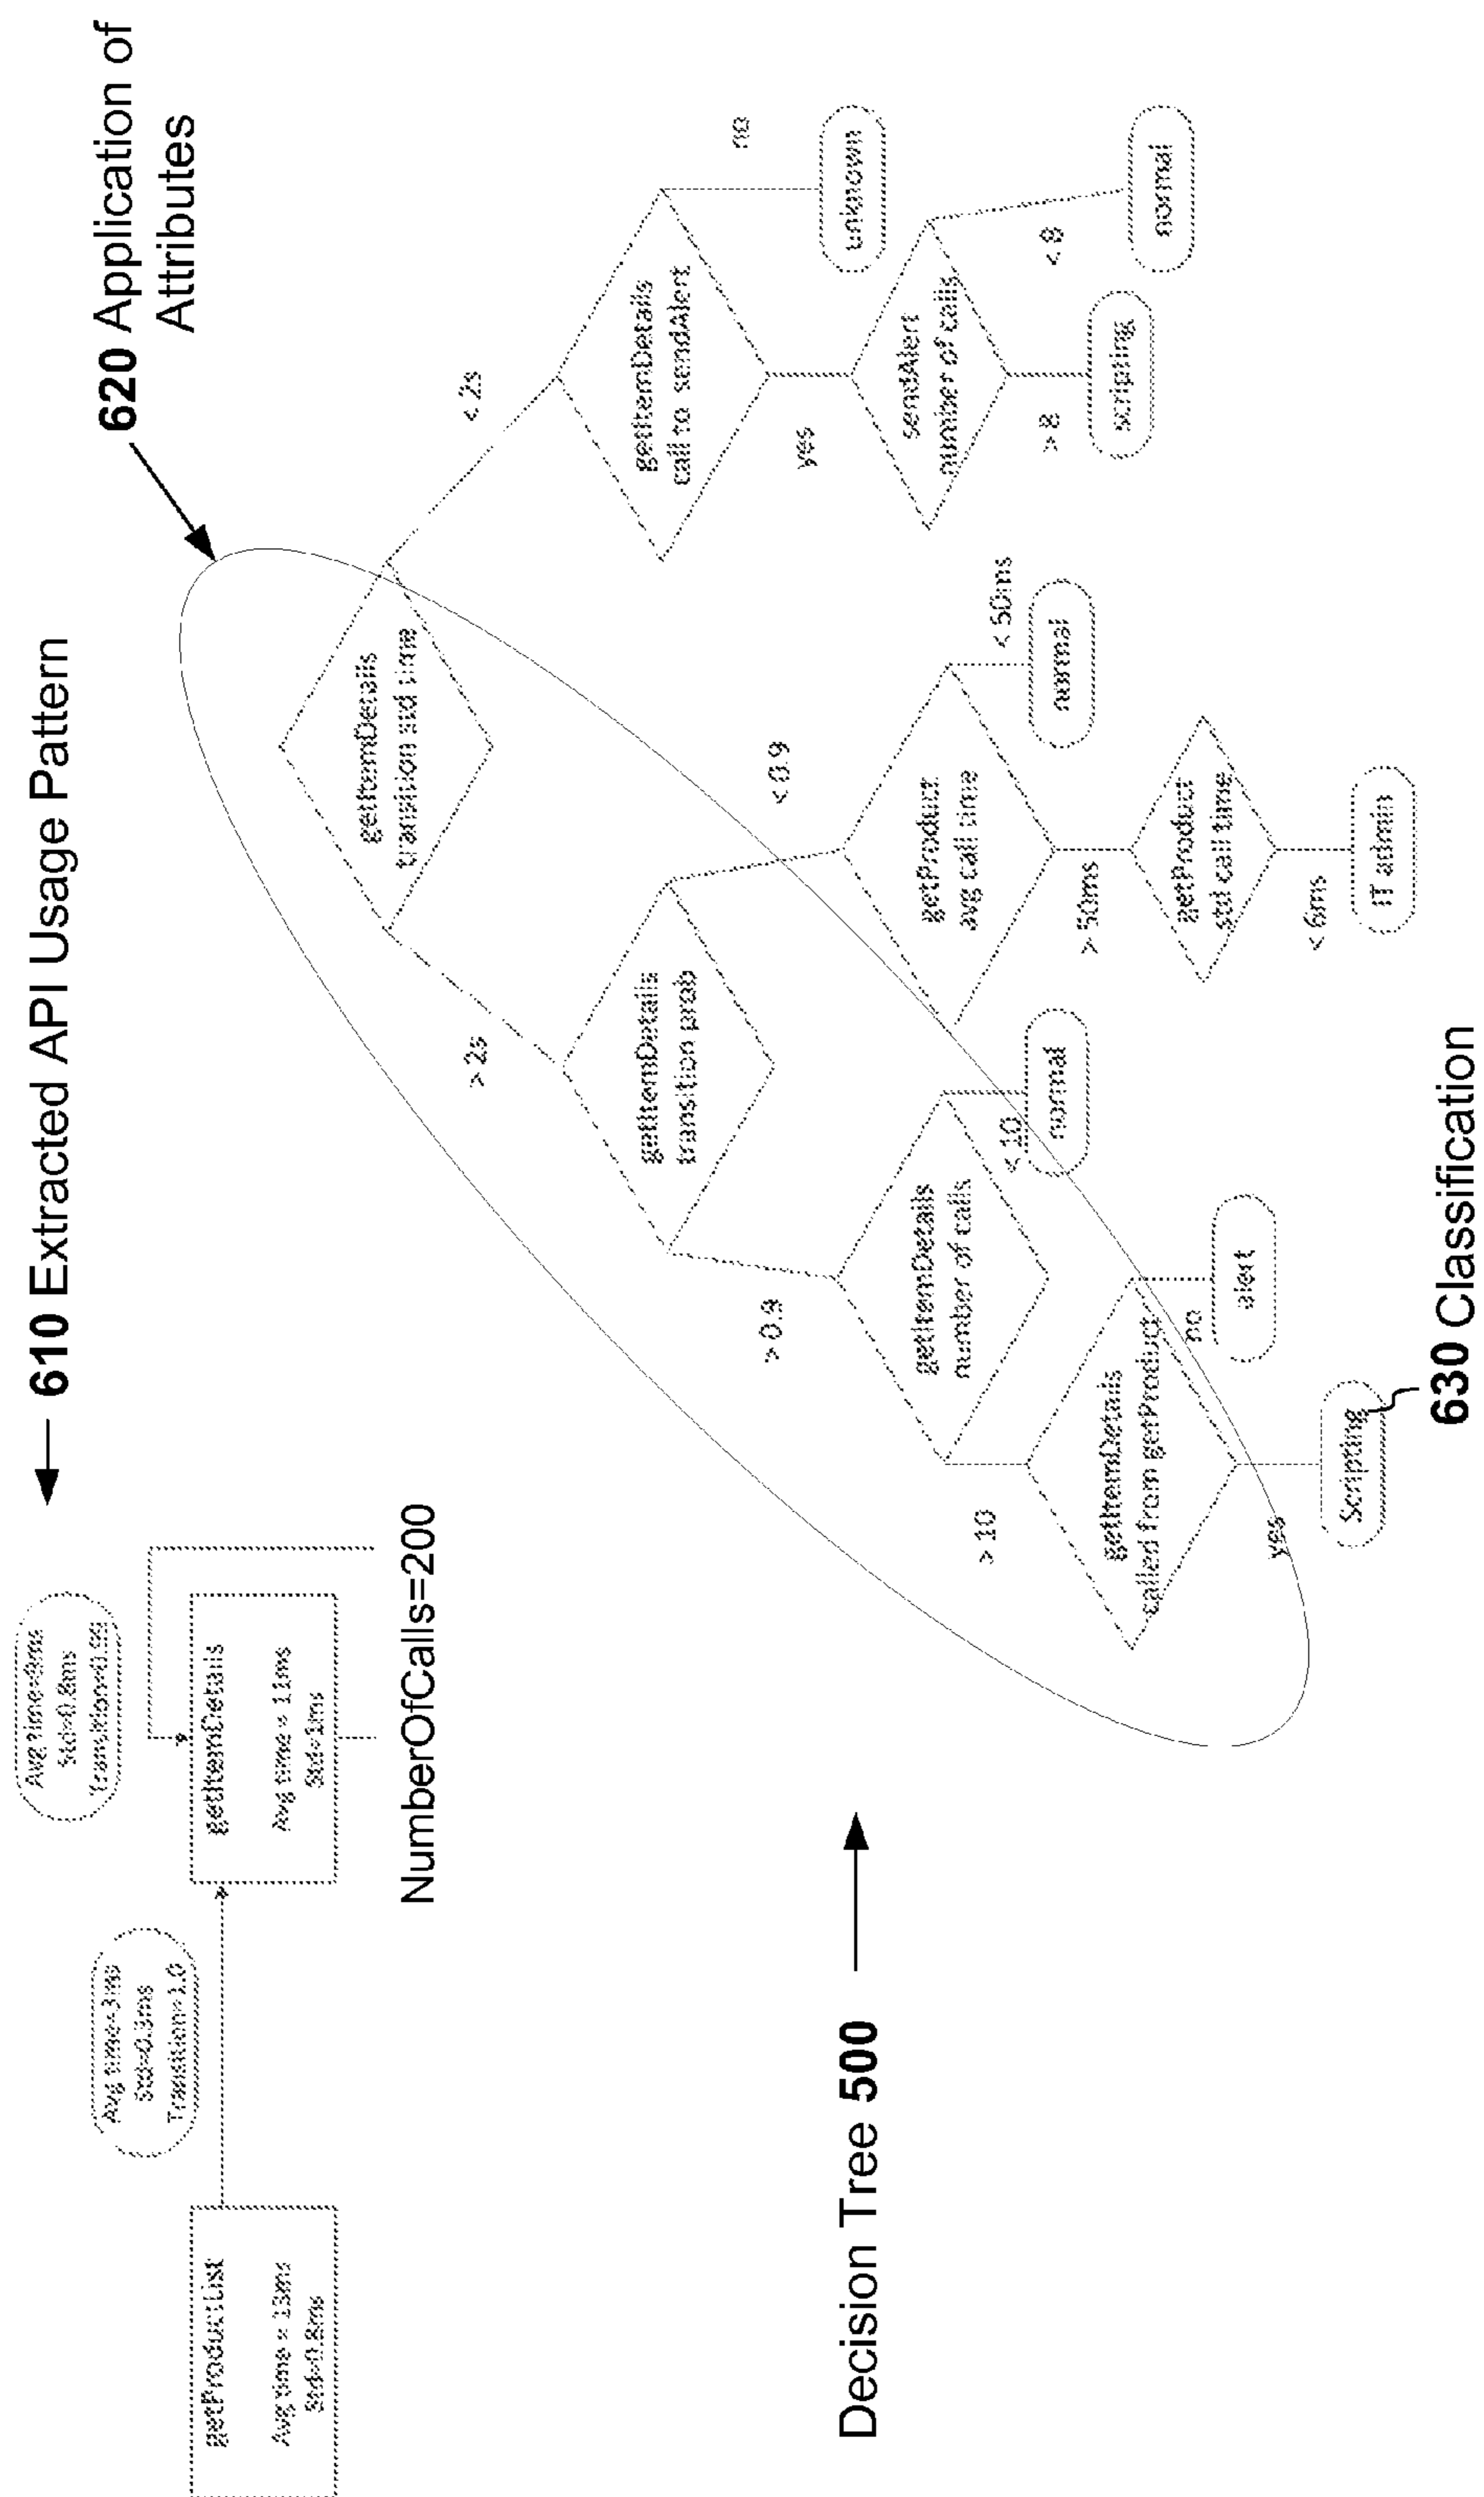 getProductList
Avg time = 13ms
Std=0.8ms
Avg time=3ms
Std=0.3ms
Transition=1.0
getItemDetails
Avg time = 11ms
Std=1ms
Std=0.8ms
NumberOfCalls=200
610 Extracted API Usage Pattern
620 Application of
Attributes
Decision Tree 500
getItemDetails
transition std time
> 2s
< 2s
getItemDetails
transition prob
getItemDetails
call to sendAlert
no
unknown
yes
< 0.9
getItemDetails
number of calls
getProduct
avg call time
sendAlert
number of calls
> 10
< 10
normal
> 50ms
< 50ms
normal
> 8
scripting
normal
getItemDetails
called from getProduct
no
alert
getProduct
std call time
yes
Scripting
< 6ms
IT admin
630 Classification